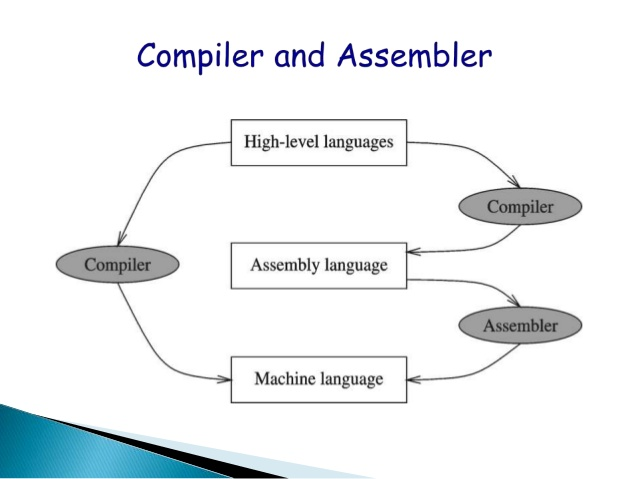 Compiler and Assembler
High-level languages
Compiler
Compiler
Assembly language
Assembler
Machine language